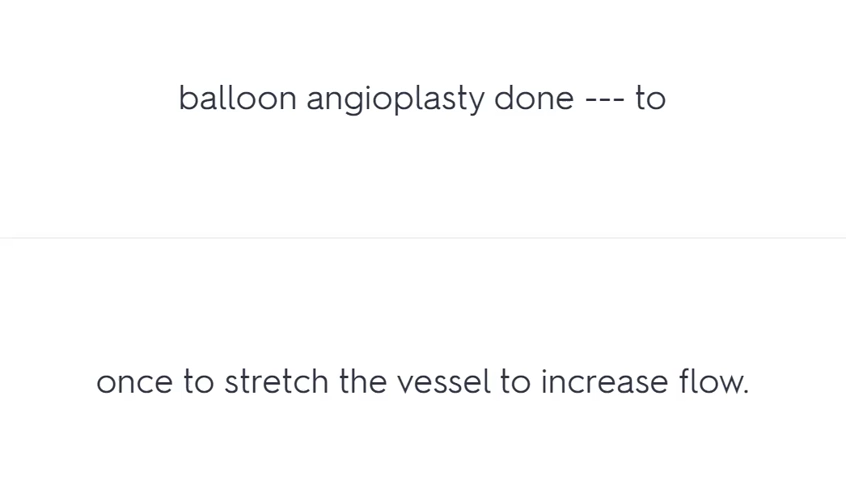 balloon angioplasty done --- to
once to stretch the vessel to increase flow.